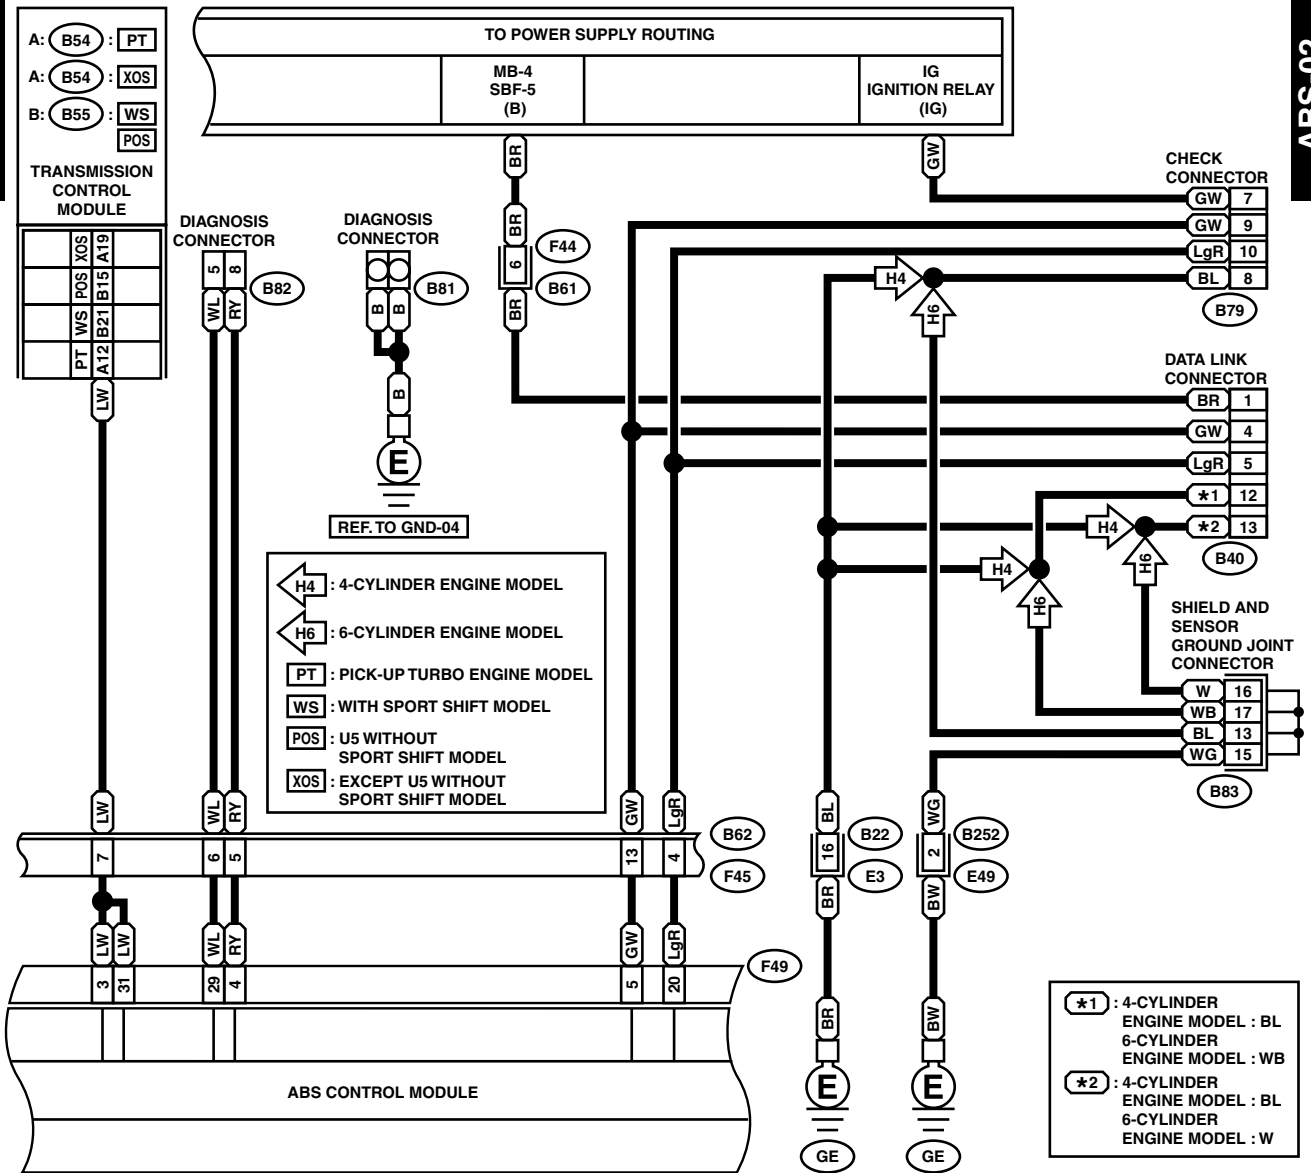 A: B54 : PT
A: B54 : XOS
B: B55 : WS
POS
TRANSMISSION
CONTROL
MODULE
XOS A19
POS B15
WS B21
PT A12
LW
TO POWER SUPPLY ROUTING
MB-4
SBF-5
(B)
IG
IGNITION RELAY
(IG)
ABS-02
BR
GW
BR
6
F44
B61
BR
DIAGNOSIS
CONNECTOR
5 8
WL RY
B82
DIAGNOSIS
CONNECTOR
B81
B B
B
E
REF. TO GND-04
CHECK
CONNECTOR
GW 7
GW 9
LgR 10
BL 8
B79
H4
H6
DATA LINK
CONNECTOR
BR 1
GW 4
LgR 5
*1 12
*2 13
B40
H4
H6
H4
H6
SHIELD AND
SENSOR
GROUND JOINT
CONNECTOR
W 16
WB 17
BL 13
WG 15
B83
H4 : 4-CYLINDER ENGINE MODEL
H6 : 6-CYLINDER ENGINE MODEL
PT : PICK-UP TURBO ENGINE MODEL
WS : WITH SPORT SHIFT MODEL
POS : U5 WITHOUT
SPORT SHIFT MODEL
XOS : EXCEPT U5 WITHOUT
SPORT SHIFT MODEL
LW WL RY GW LgR
7 6 5 13 4
B62
F45
BL
16
BR
B22
E3
WG
2
BW
B252
E49
LW LW WL RY GW LgR
3 31 29 4 5 20
F49
ABS CONTROL MODULE
BR
E
GE
BW
E
GE
*1 : 4-CYLINDER
ENGINE MODEL : BL
6-CYLINDER
ENGINE MODEL : WB
*2 : 4-CYLINDER
ENGINE MODEL : BL
6-CYLINDER
ENGINE MODEL : W